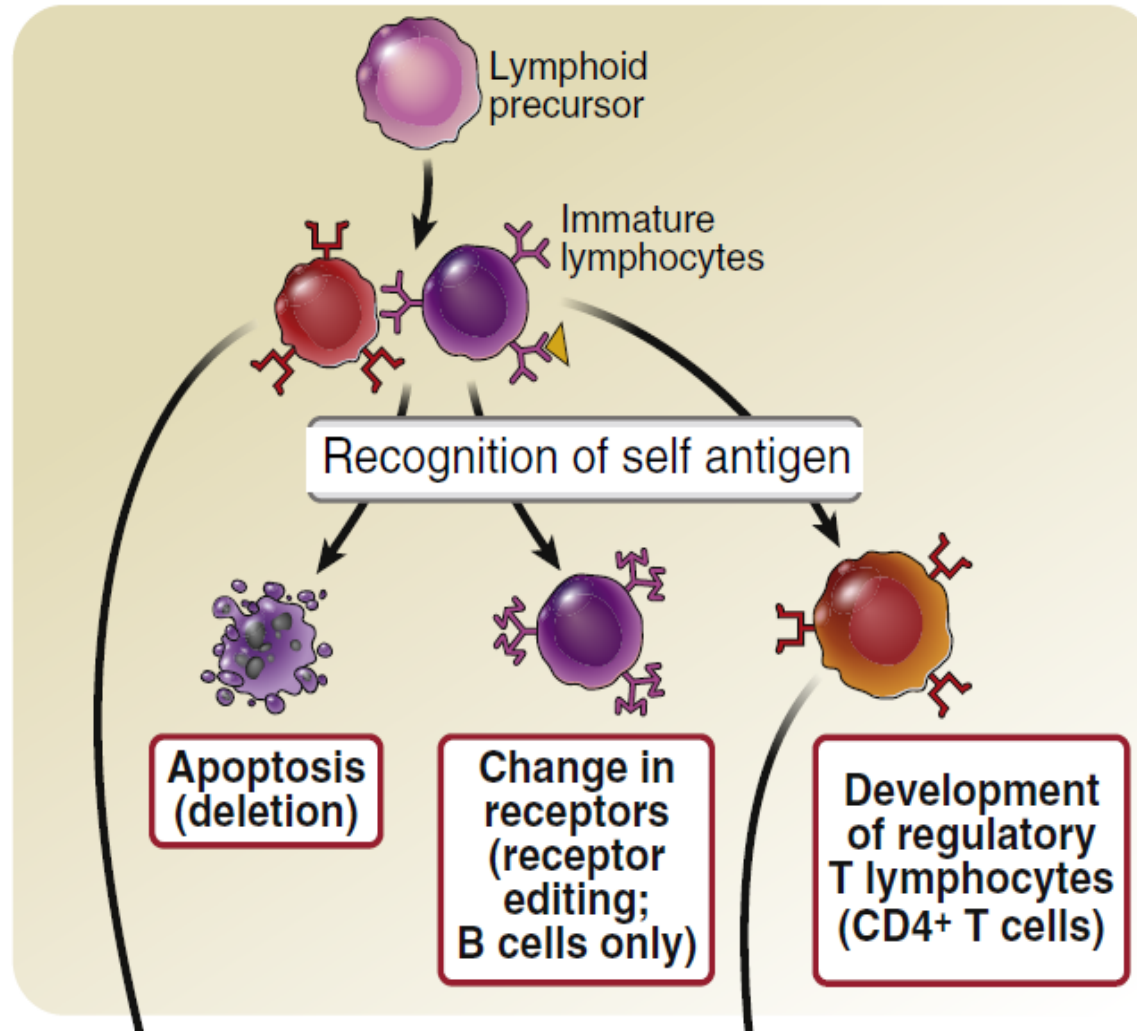 Lymphoid
precursor
Immature
lymphocytes
Recognition of self antigen
Apoptosis
(deletion)
Change in
receptors
(receptor
editing;
B cells only)
Development
of regulatory
T lymphocytes
(CD4⁺ T cells)